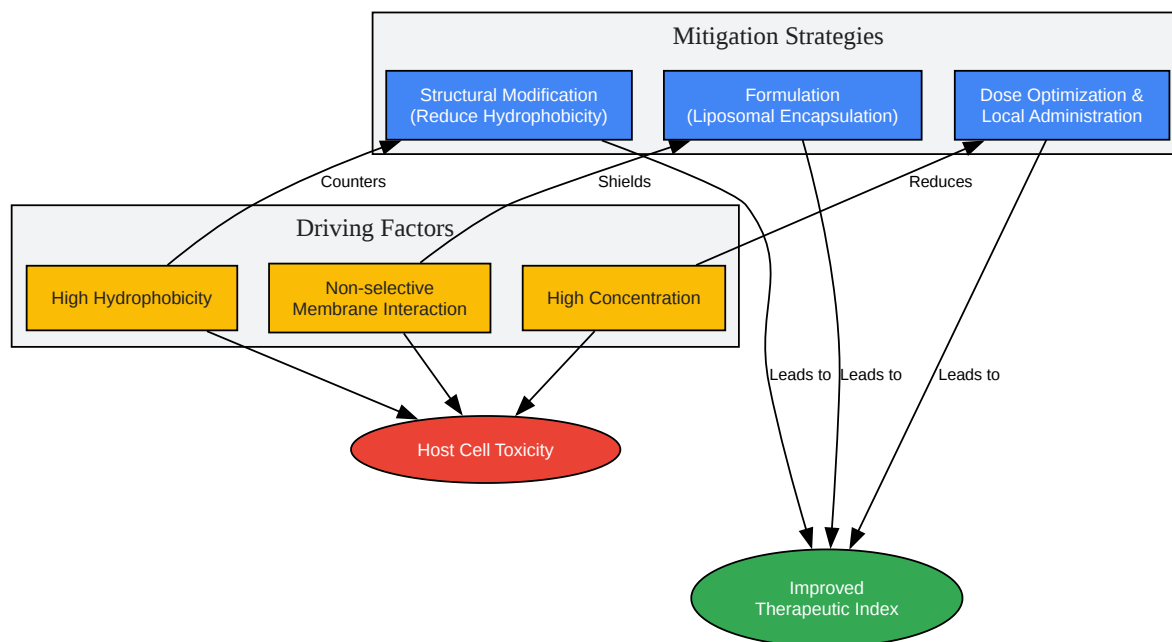 Mitigation Strategies
Structural Modification
(Reduce Hydrophobicity)
Formulation
(Liposomal Encapsulation)
Dose Optimization &
Local Administration
Counters
Shields
Reduces
Driving Factors
High Hydrophobicity
Non-selective
Membrane Interaction
High Concentration
Leads to
Leads to
Leads to
Host Cell Toxicity
Improved
Therapeutic Index